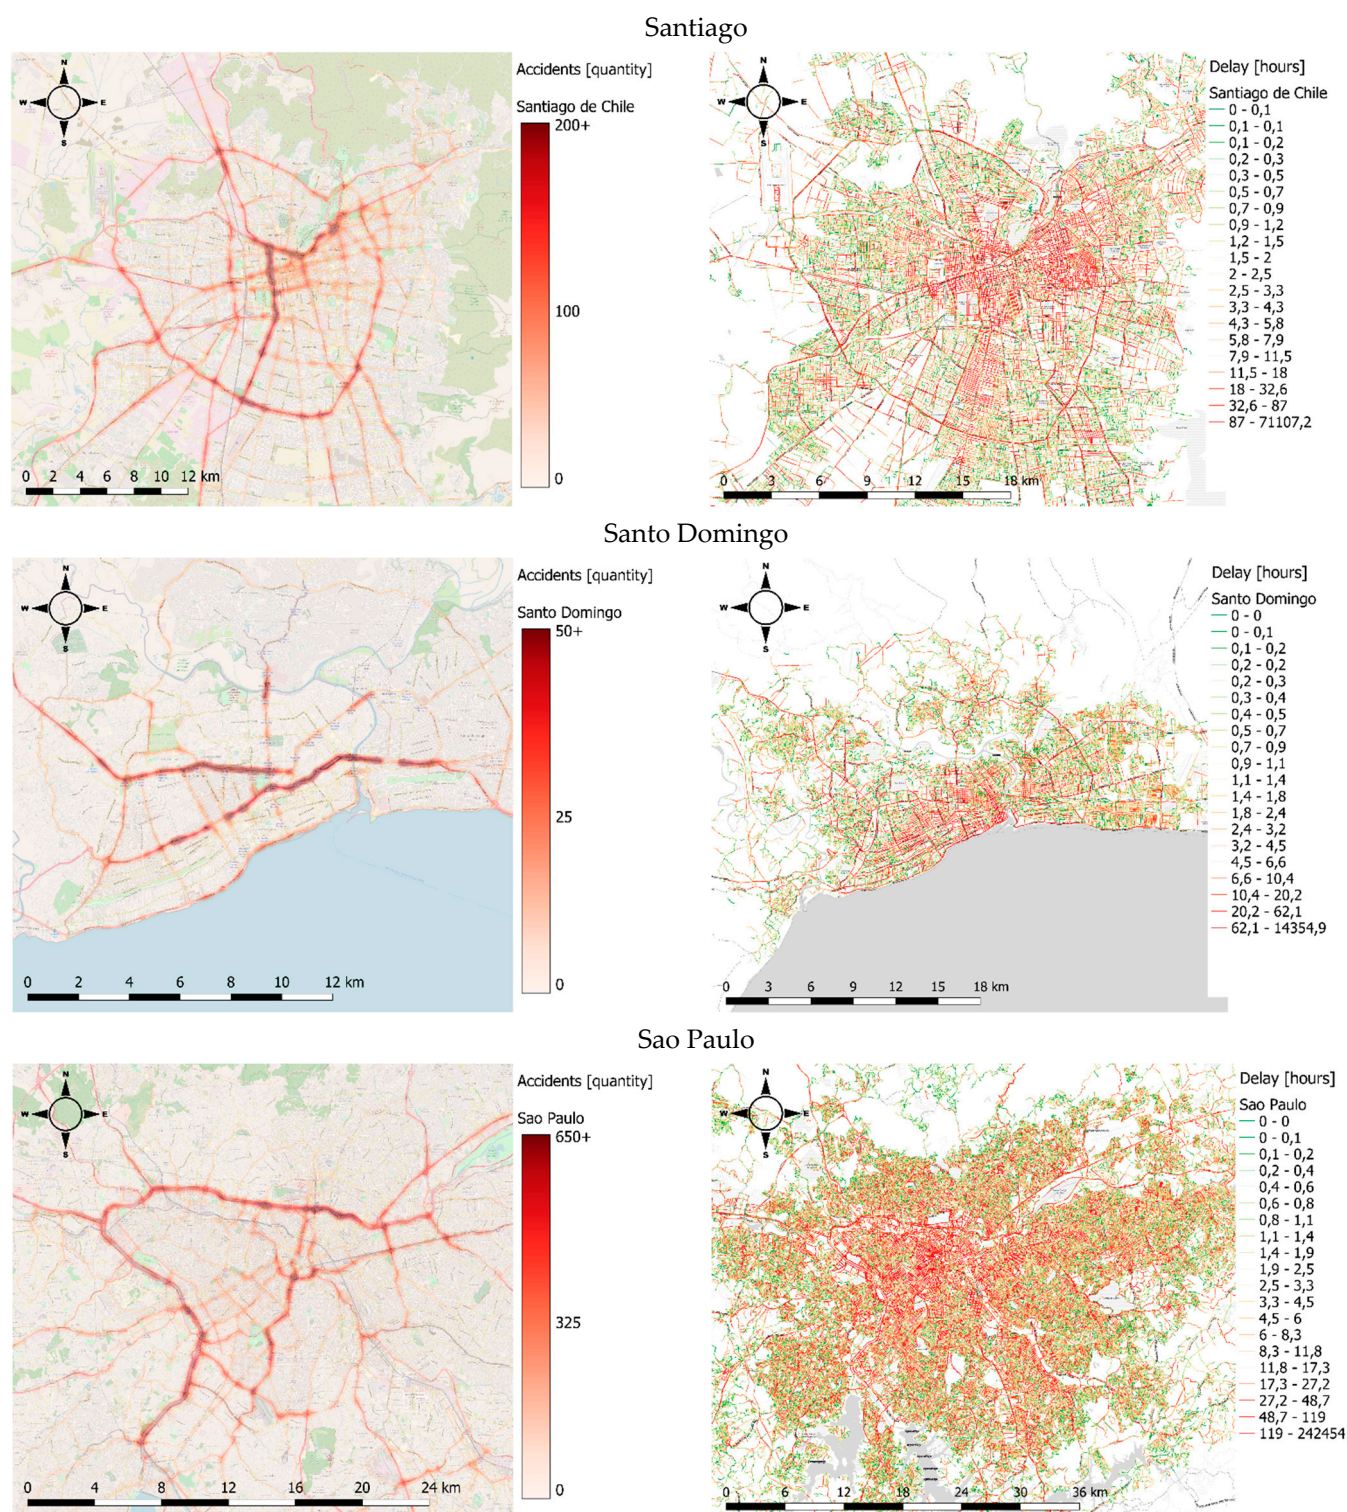 Santiago
N
W E
S
Accidents [quantity]
Santiago de Chile
200+
100
0
0 2 4 6 8 10 12 km
N
W E
S
Delay [hours]
Santiago de Chile
0 - 0,1
0,1 - 0,1
0,1 - 0,2
0,2 - 0,3
0,3 - 0,5
0,5 - 0,7
0,7 - 0,9
0,9 - 1,2
1,2 - 1,5
1,5 - 2
2 - 2,5
2,5 - 3,3
3,3 - 4,3
4,3 - 5,8
5,8 - 7,9
7,9 - 11,5
11,5 - 18
18 - 32,6
32,6 - 87
87 - 71107,2
0 3 6 9 12 15 18 km
Santo Domingo
N
W E
S
Accidents [quantity]
Santo Domingo
50+
25
0
0 2 4 6 8 10 12 km
N
W E
S
Delay [hours]
Santo Domingo
0 - 0
0 - 0,1
0,1 - 0,2
0,2 - 0,2
0,2 - 0,3
0,3 - 0,4
0,4 - 0,5
0,5 - 0,7
0,7 - 0,9
0,9 - 1,1
1,1 - 1,4
1,4 - 1,8
1,8 - 2,4
2,4 - 3,2
3,2 - 4,5
4,5 - 6,6
6,6 - 10,4
10,4 - 20,2
20,2 - 62,1
62,1 - 14354,9
0 3 6 9 12 15 18 km
Sao Paulo
N
W E
S
Accidents [quantity]
Sao Paulo
650+
325
0
0 4 8 12 16 20 24 km
N
W E
S
Delay [hours]
Sao Paulo
0 - 0
0 - 0,1
0,1 - 0,2
0,2 - 0,4
0,4 - 0,6
0,6 - 0,8
0,8 - 1,1
1,1 - 1,4
1,4 - 1,9
1,9 - 2,5
2,5 - 3,3
3,3 - 4,5
4,5 - 6
6 - 8,3
8,3 - 11,8
11,8 - 17,3
17,3 - 27,2
27,2 - 48,7
48,7 - 119
119 - 242454
0 6 12 18 24 30 36 km